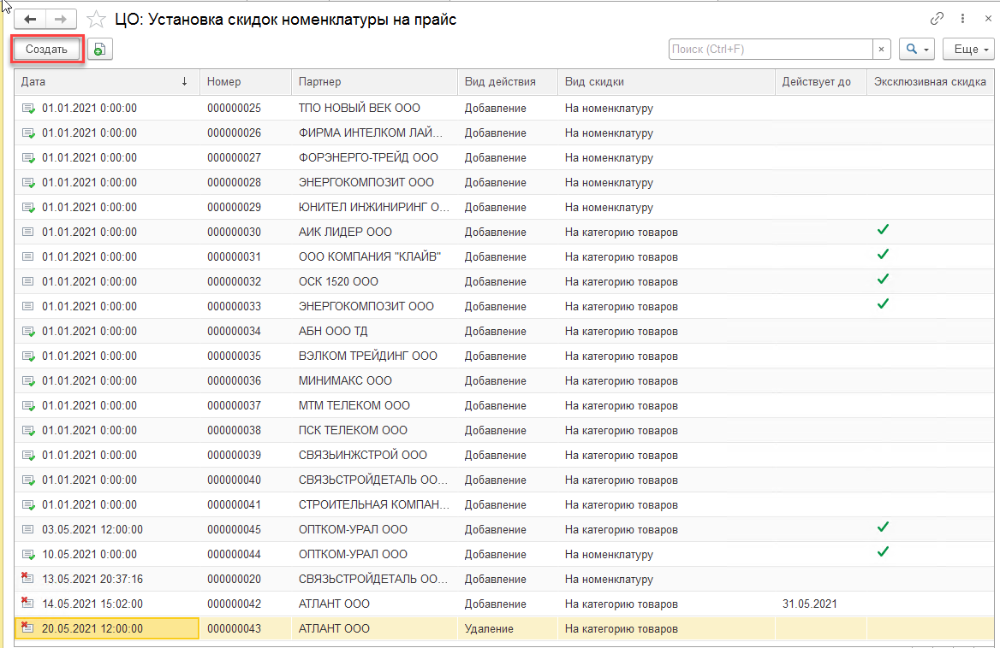 ЦО: Установка скидок номенклатуры на прайс
Создать Поиск (Ctrl+F) × Еще
Дата ↓ Номер Партнер Вид действия Вид скидки Действует до Эксклюзивная скидка
01.01.2021 0:00:00 000000025 ТПО НОВЫЙ ВЕК ООО Добавление На номенклатуру
01.01.2021 0:00:00 000000026 ФИРМА ИНТЕЛКОМ ЛАЙ... Добавление На номенклатуру
01.01.2021 0:00:00 000000027 ФОРЭНЕРГО-ТРЕЙД ООО Добавление На номенклатуру
01.01.2021 0:00:00 000000028 ЭНЕРГОКОМПОЗИТ ООО Добавление На номенклатуру
01.01.2021 0:00:00 000000029 ЮНИТЕЛ ИНЖИНИРИНГ О... Добавление На номенклатуру
01.01.2021 0:00:00 000000030 АИК ЛИДЕР ООО Добавление На категорию товаров
01.01.2021 0:00:00 000000031 ООО КОМПАНИЯ "КЛАЙВ" Добавление На категорию товаров
01.01.2021 0:00:00 000000032 ОСК 1520 ООО Добавление На категорию товаров
01.01.2021 0:00:00 000000033 ЭНЕРГОКОМПОЗИТ ООО Добавление На категорию товаров
01.01.2021 0:00:00 000000034 АБН ООО ТД Добавление На категорию товаров
01.01.2021 0:00:00 000000035 ВЭЛКОМ ТРЕЙДИНГ ООО Добавление На категорию товаров
01.01.2021 0:00:00 000000036 МИНИМАКС ООО Добавление На категорию товаров
01.01.2021 0:00:00 000000037 МТМ ТЕЛЕКОМ ООО Добавление На категорию товаров
01.01.2021 0:00:00 000000038 ПСК ТЕЛЕКОМ ООО Добавление На категорию товаров
01.01.2021 0:00:00 000000039 СВЯЗЬИНЖСТРОЙ ООО Добавление На категорию товаров
01.01.2021 0:00:00 000000040 СВЯЗЬСТРОЙДЕТАЛЬ ОО... Добавление На категорию товаров
01.01.2021 0:00:00 000000041 СТРОИТЕЛЬНАЯ КОМПАН... Добавление На категорию товаров
03.05.2021 12:00:00 000000045 ОПТКОМ-УРАЛ ООО Добавление На категорию товаров
10.05.2021 0:00:00 000000044 ОПТКОМ-УРАЛ ООО Добавление На номенклатуру
13.05.2021 20:37:16 000000020 СВЯЗЬСТРОЙДЕТАЛЬ ОО... Добавление На номенклатуру
14.05.2021 15:02:00 000000042 АТЛАНТ ООО Добавление На категорию товаров 31.05.2021
20.05.2021 12:00:00 000000043 АТЛАНТ ООО Удаление На категорию товаров